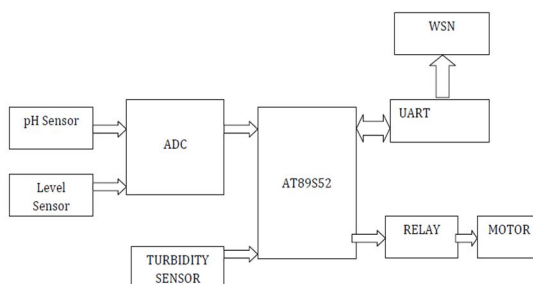 WSN
UART
pH Sensor
ADC
AT89S52
Level
Sensor
RELAY
MOTOR
TURBIDITY
SENSOR